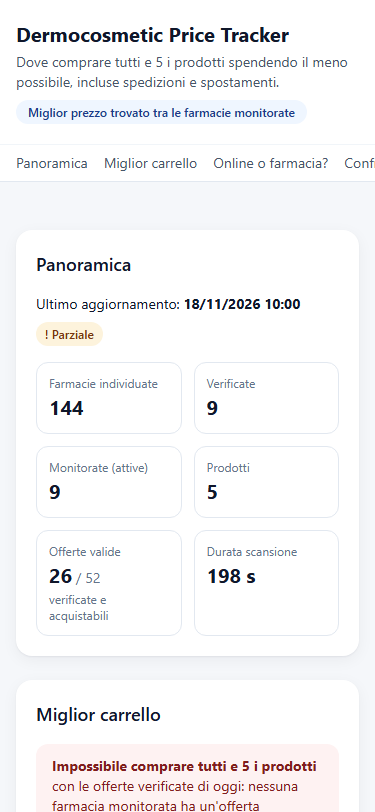 Dermocosmetic Price Tracker
Dove comprare tutti e 5 i prodotti spendendo il meno
possibile, incluse spedizioni e spostamenti.
Miglior prezzo trovato tra le farmacie monitorate
Panoramica Miglior carrello Online o farmacia? Conf
Panoramica
Ultimo aggiornamento: 18/11/2026 10:00
! Parziale
Farmacie individuate
144
Verificate
9
Monitorate (attive)
9
Prodotti
5
Offerte valide
26 / 52
verificate e
acquistabili
Durata scansione
198 s
Miglior carrello
Impossibile comprare tutti e 5 i prodotti
con le offerte verificate di oggi: nessuna
farmacia monitorata ha un'offerta